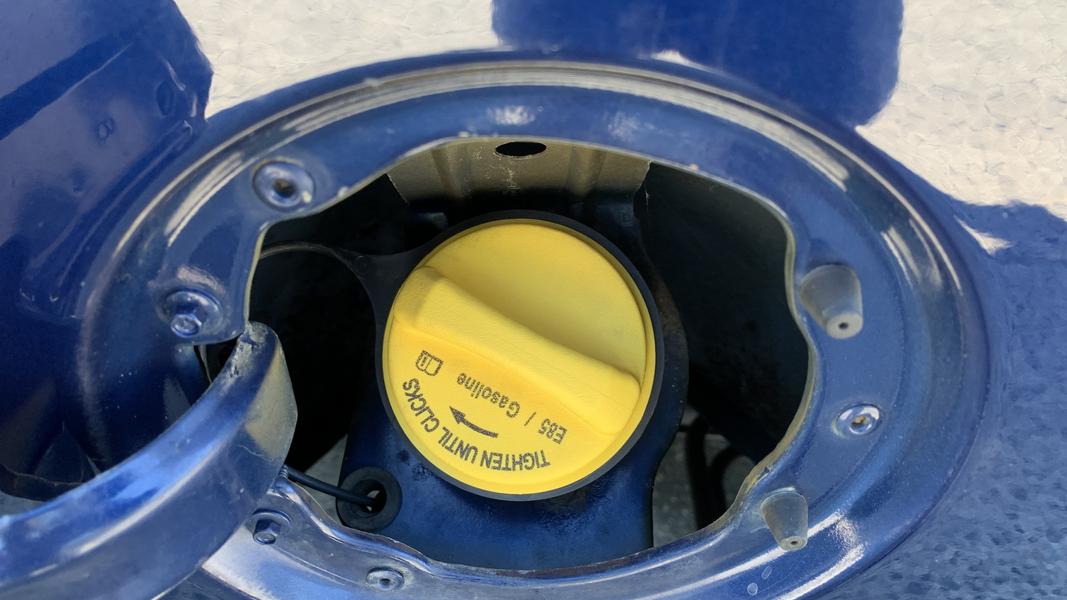 E85 / Gasoline
TIGHTEN UNTIL CLICKS